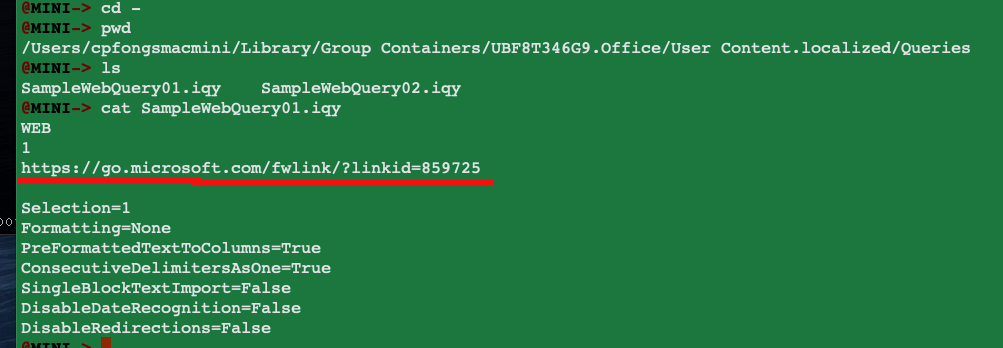 @MINI-> cd -
@MINI-> pwd
/Users/cpfongsmacmini/Library/Group Containers/UBF8T346G9.Office/User Content.localized/Queries
@MINI-> ls
SampleWebQuery01.iqy    SampleWebQuery02.iqy
@MINI-> cat SampleWebQuery01.iqy
WEB
1
https://go.microsoft.com/fwlink/?linkid=859725

Selection=1
Formatting=None
PreFormattedTextToColumns=True
ConsecutiveDelimitersAsOne=True
SingleBlockTextImport=False
DisableDateRecognition=False
DisableRedirections=False
@MINI->